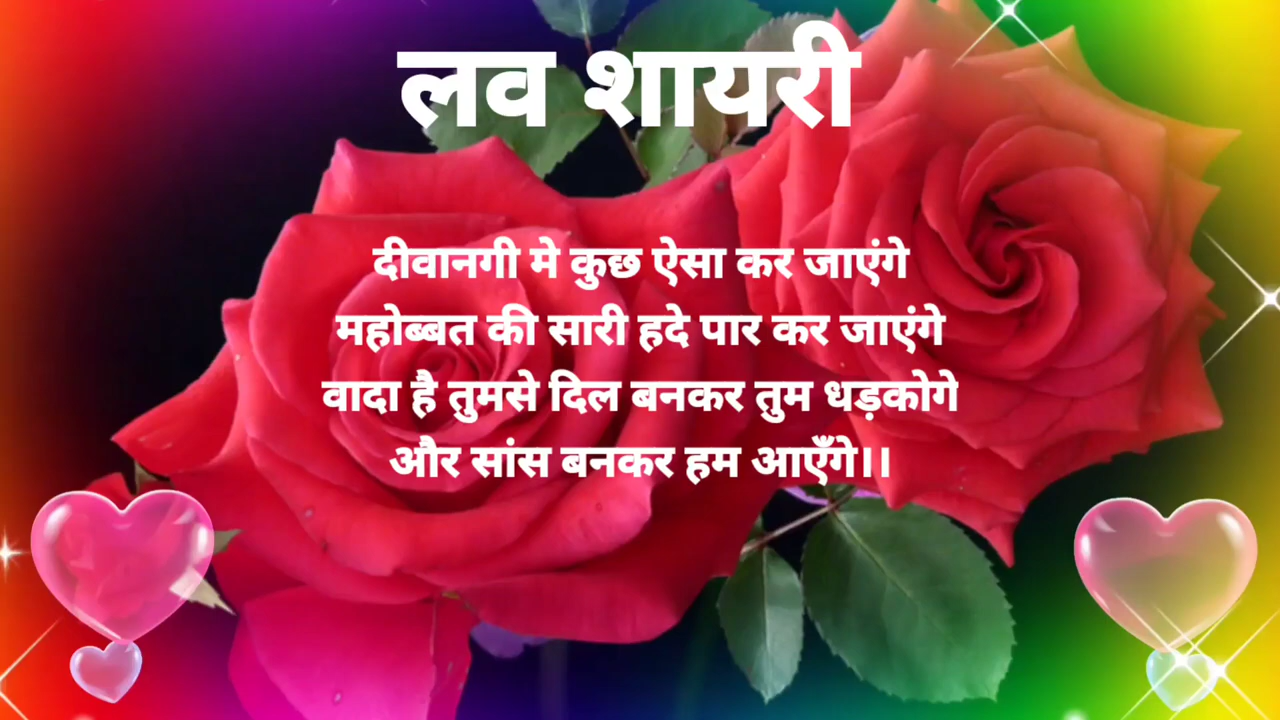 लव शायरी
दीवानगी मे कुछ ऐसा कर जाएंगे
महोब्बत की सारी हदे पार कर जाएंगे
वादा है तुमसे दिल बनकर तुम धड़कोगे
और सांस बनकर हम आएँगे।।